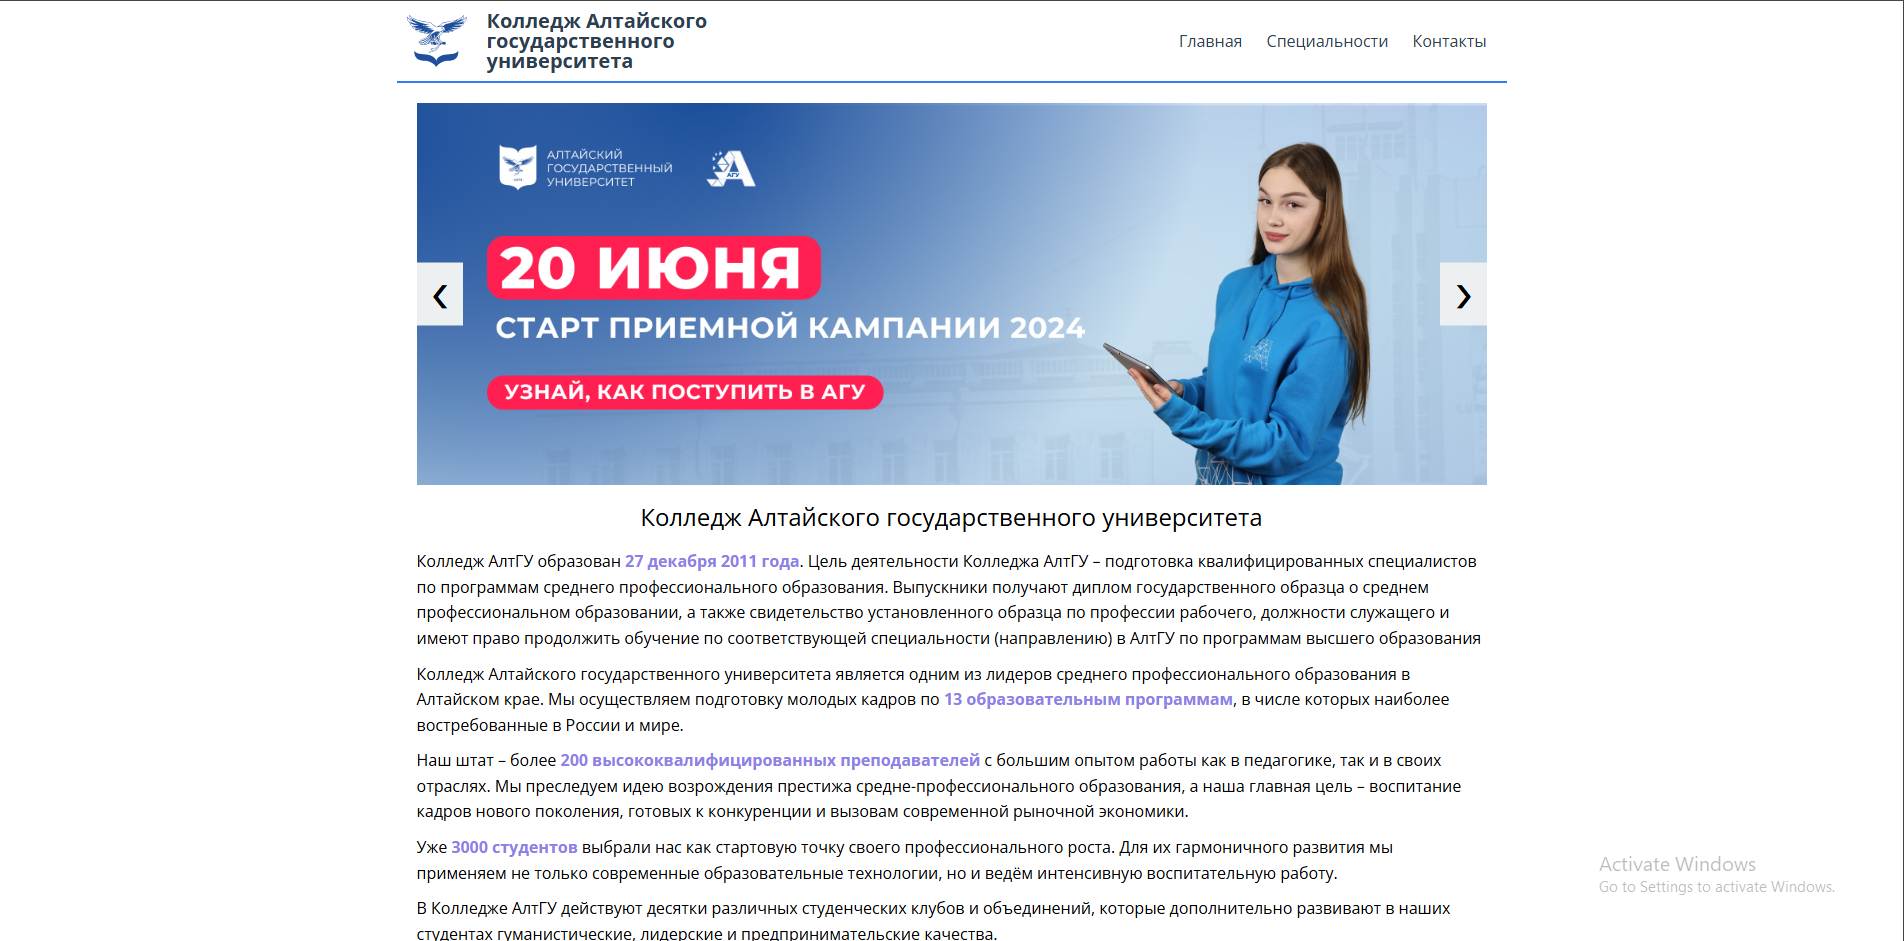 Колледж Алтайского
государственного
университета
Главная Специальности Контакты
АЛТАЙСКИЙ
ГОСУДАРСТВЕННЫЙ
УНИВЕРСИТЕТ
АГУ
20 ИЮНЯ
СТАРТ ПРИЕМНОЙ КАМПАНИИ 2024
УЗНАЙ, КАК ПОСТУПИТЬ В АГУ
Колледж Алтайского государственного университета
Колледж АлтГУ образован 27 декабря 2011 года. Цель деятельности Колледжа АлтГУ – подготовка квалифицированных специалистов
по программам среднего профессионального образования. Выпускники получают диплом государственного образца о среднем
профессиональном образовании, а также свидетельство установленного образца по профессии рабочего, должности служащего и
имеют право продолжить обучение по соответствующей специальности (направлению) в АлтГУ по программам высшего образования
Колледж Алтайского государственного университета является одним из лидеров среднего профессионального образования в
Алтайском крае. Мы осуществляем подготовку молодых кадров по 13 образовательным программам, в числе которых наиболее
востребованные в России и мире.
Наш штат – более 200 высококвалифицированных преподавателей с большим опытом работы как в педагогике, так и в своих
отраслях. Мы преследуем идею возрождения престижа средне-профессионального образования, а наша главная цель – воспитание
кадров нового поколения, готовых к конкуренции и вызовам современной рыночной экономики.
Уже 3000 студентов выбрали нас как стартовую точку своего профессионального роста. Для их гармоничного развития мы
применяем не только современные образовательные технологии, но и ведём интенсивную воспитательную работу.
В Колледже АлтГУ действуют десятки различных студенческих клубов и объединений, которые дополнительно развивают в наших
студентах гуманистические, лидерские и предпринимательские качества.
Activate Windows
Go to Settings to activate Windows.